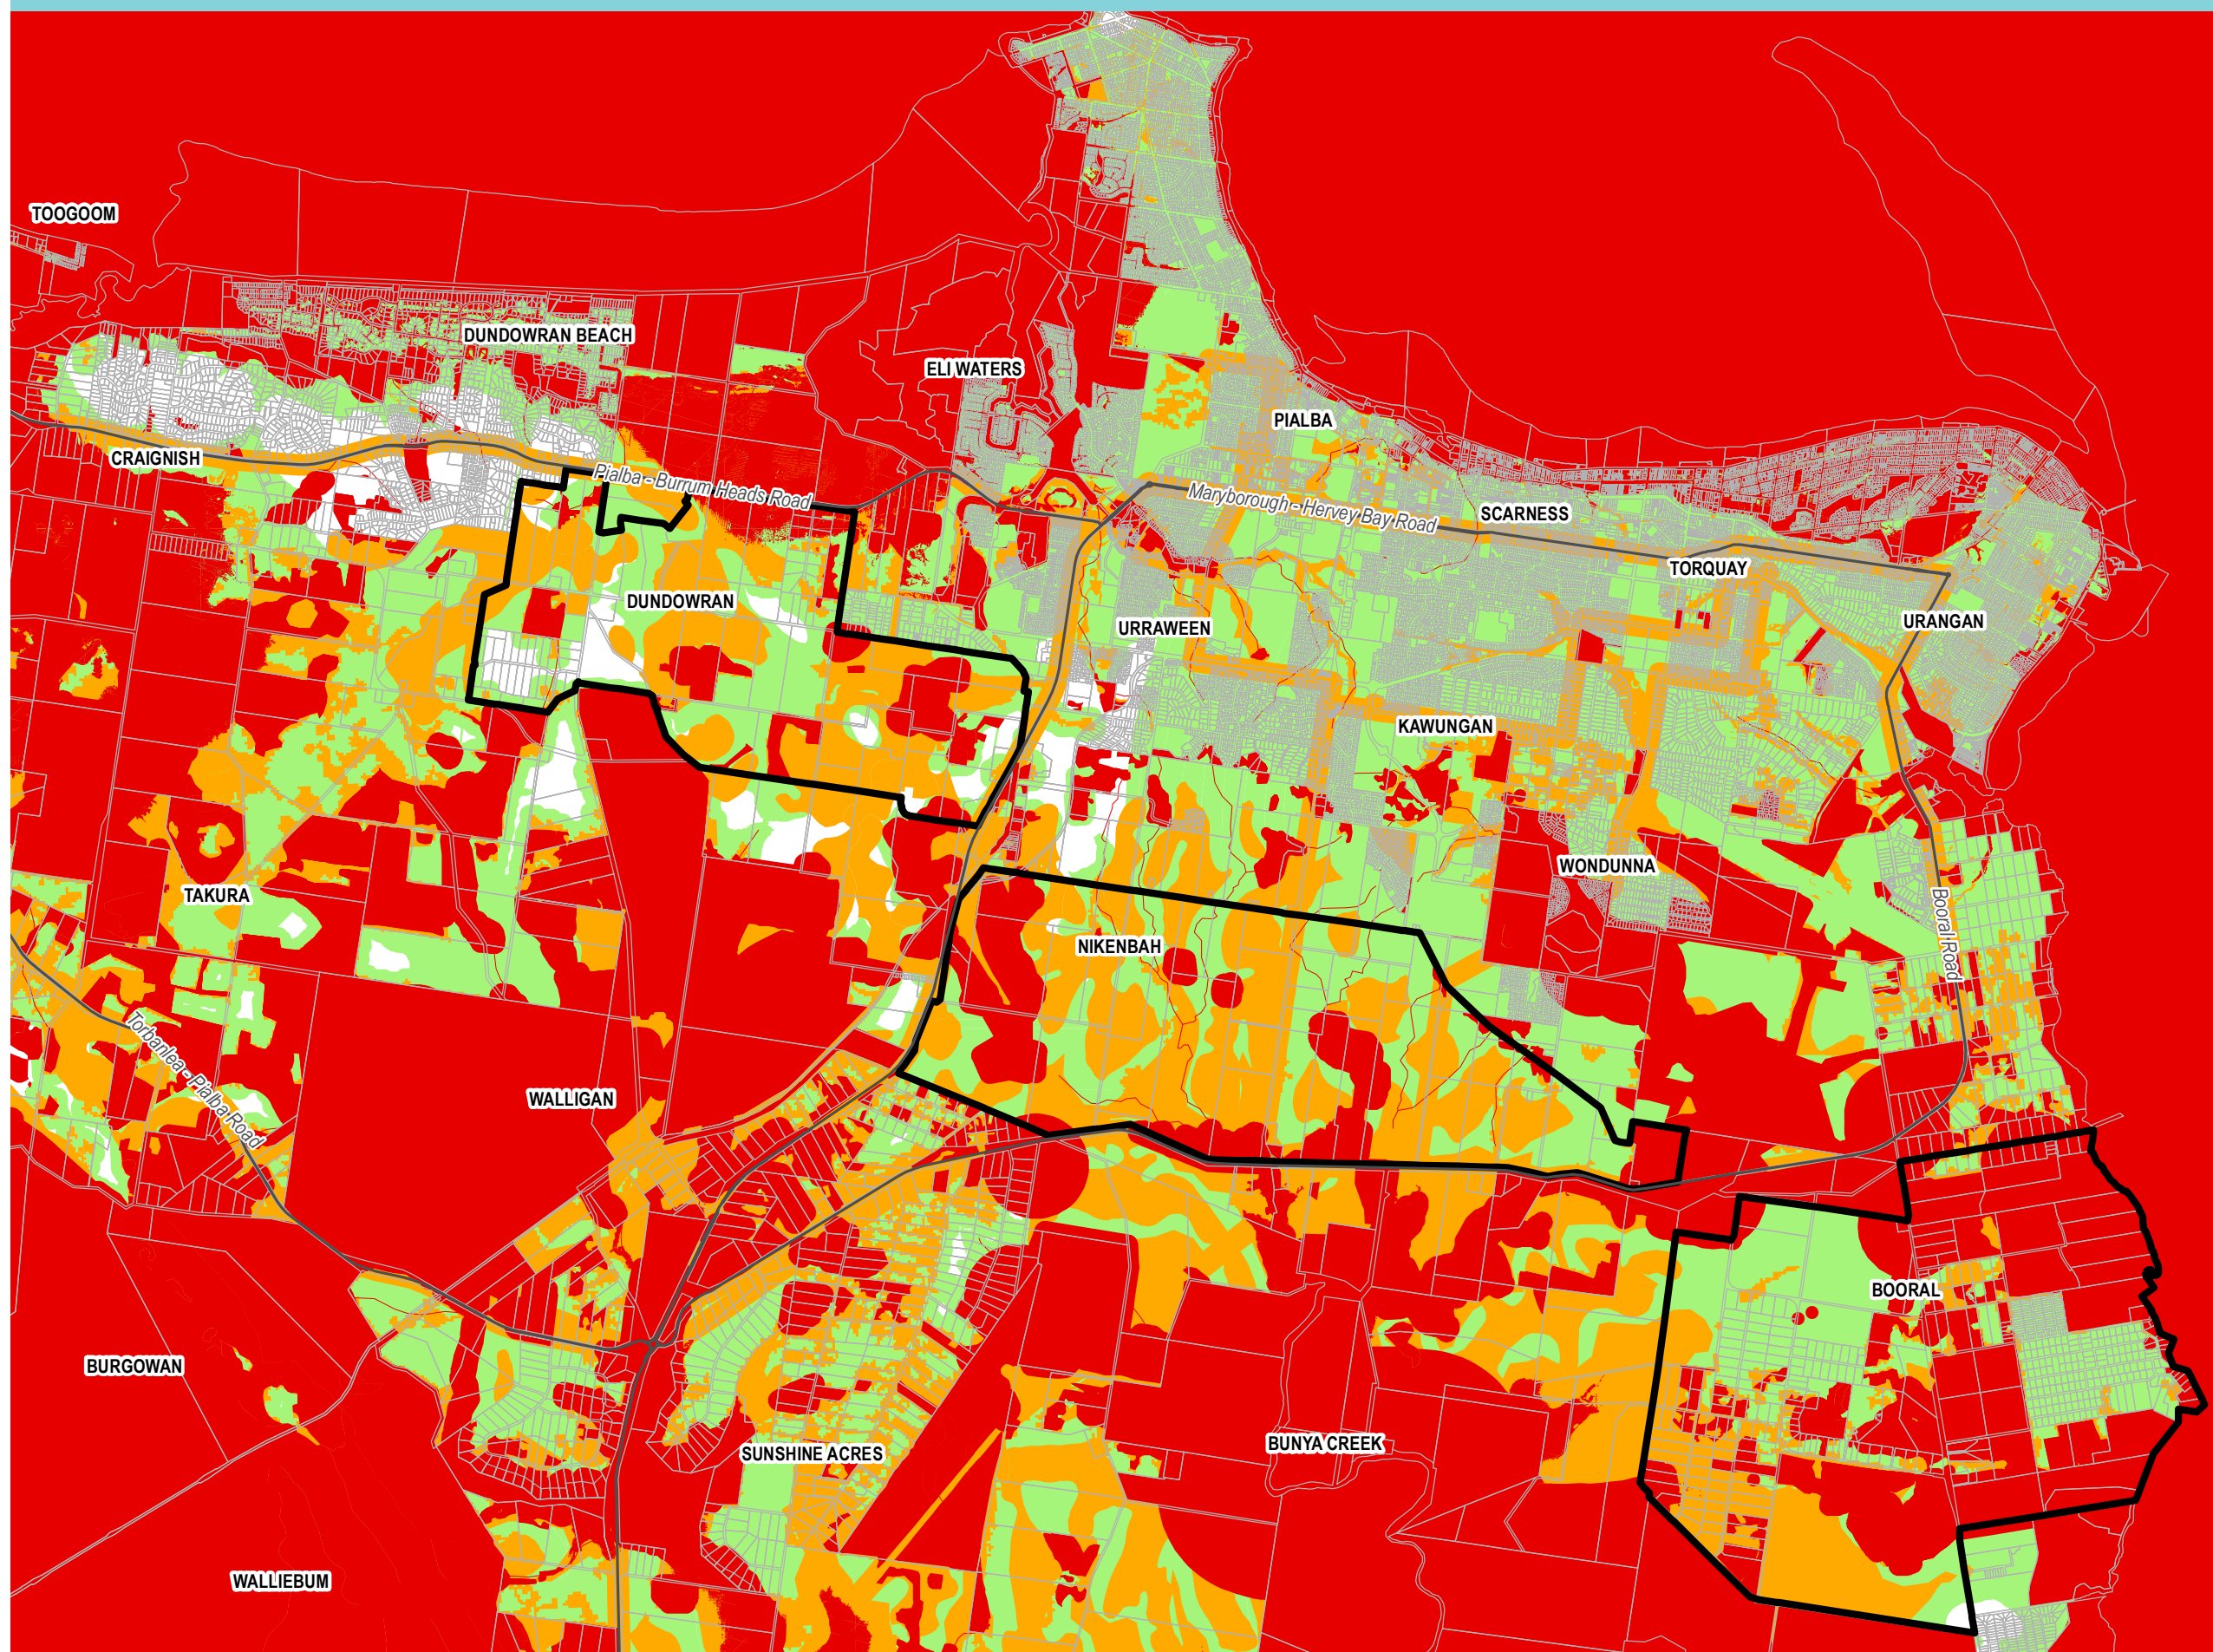 TOOGOOM
DUNDOWRAN BEACH
ELI WATERS
PIALBA
CRAIGNISH
Pialba - Burrum Heads Road
Maryborough - Hervey Bay Road
SCARNESS
TORQUAY
DUNDOWRAN
URRAWEEN
URANGAN
KAWUNGAN
WONDUNNA
TAKURA
Booral Road
NIKENBAH
Torbanlea - Pialba Road
WALLIGAN
BOORAL
BURGOWAN
SUNSHINE ACRES
BUNYA CREEK
WALLIEBUM